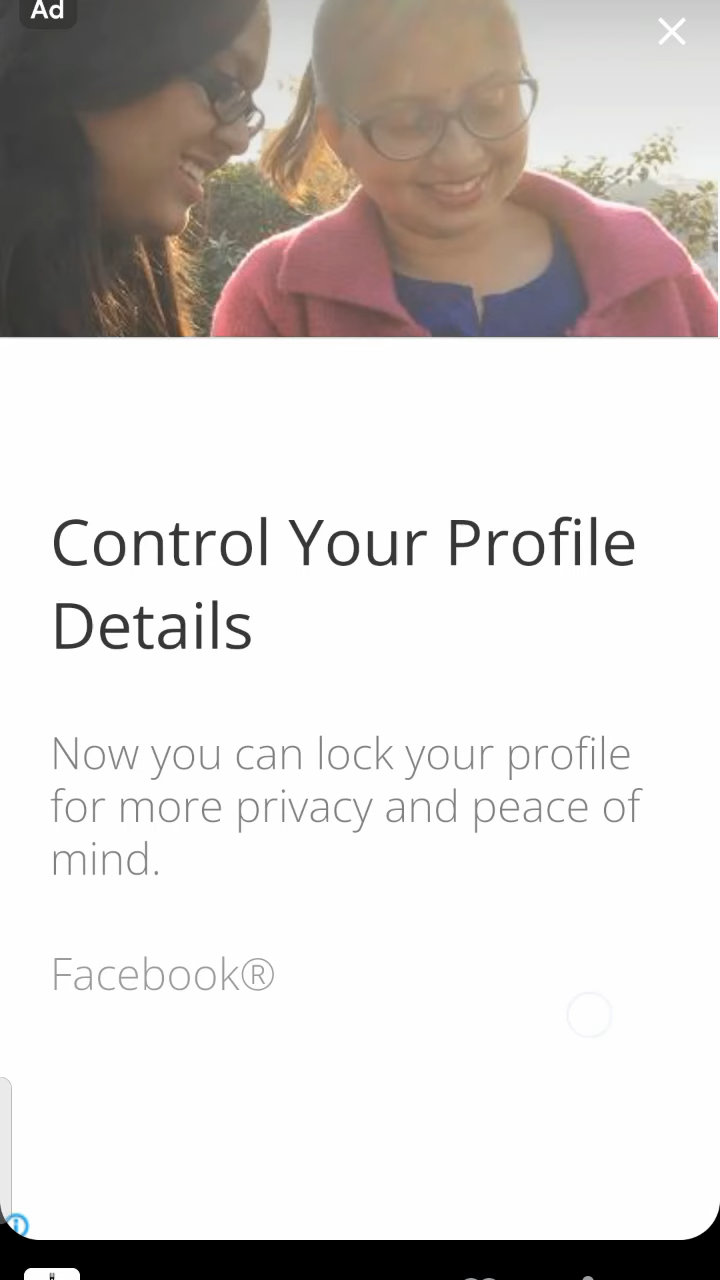 Ad
Control Your Profile
Details
Now you can lock your profile
for more privacy and peace of
mind.
Facebook®